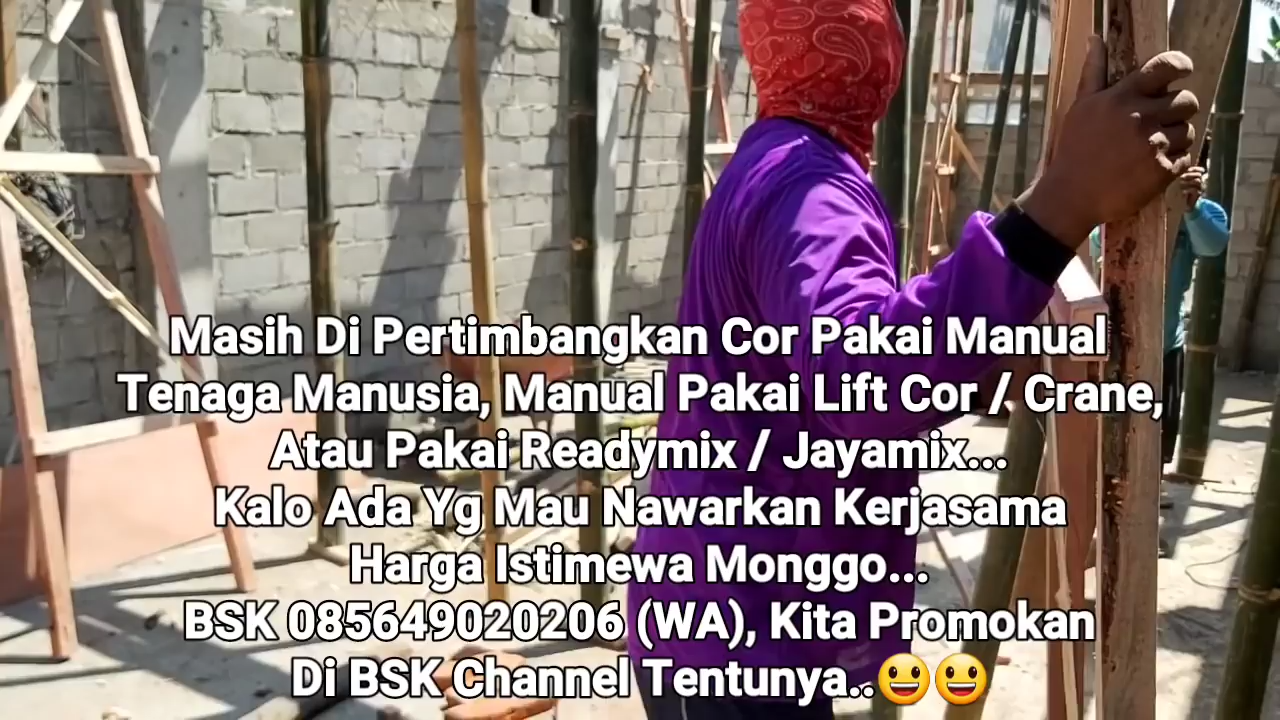 Masih Di Pertimbangkan Cor Pakai Manual
Tenaga Manusia, Manual Pakai Lift Cor / Crane,
Atau Pakai Readymix / Jayamix...
Kalo Ada Yg Mau Nawarkan Kerjasama
Harga Istimewa Monggo...
BSK 085649020206 (WA), Kita Promokan
Di BSK Channel Tentunya..😃😃